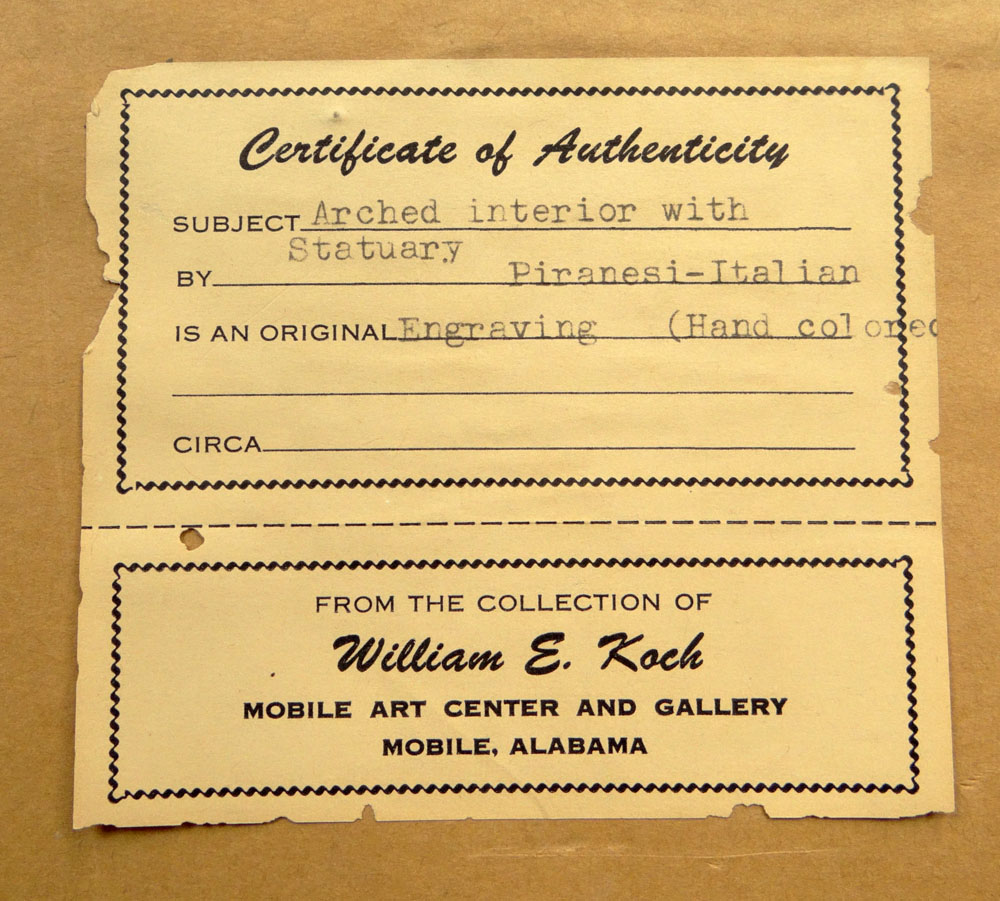 Certificate of Authenticity
SUBJECT Arched interior with
Statuary
BY Piranesi-Italian
IS AN ORIGINAL Engraving (Hand colored
CIRCA
FROM THE COLLECTION OF
William E. Koch
MOBILE ART CENTER AND GALLERY
MOBILE, ALABAMA